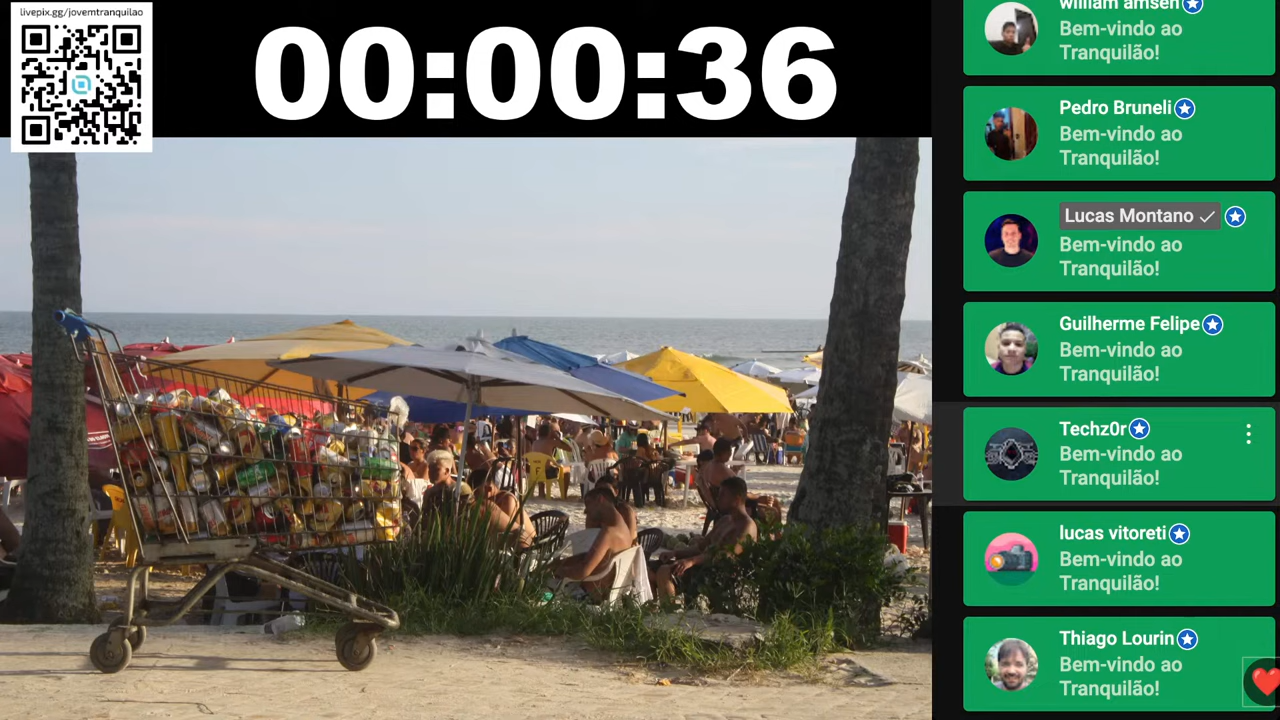 livepix.gg/jovemtranquilao
00:00:36
william amsen
Bem-vindo ao
Tranquilão!
Pedro Bruneli
Bem-vindo ao
Tranquilão!
Lucas Montano
Bem-vindo ao
Tranquilão!
Guilherme Felipe
Bem-vindo ao
Tranquilão!
Techz0r
Bem-vindo ao
Tranquilão!
lucas vitoreti
Bem-vindo ao
Tranquilão!
Thiago Lourin
Bem-vindo ao
Tranquilão!